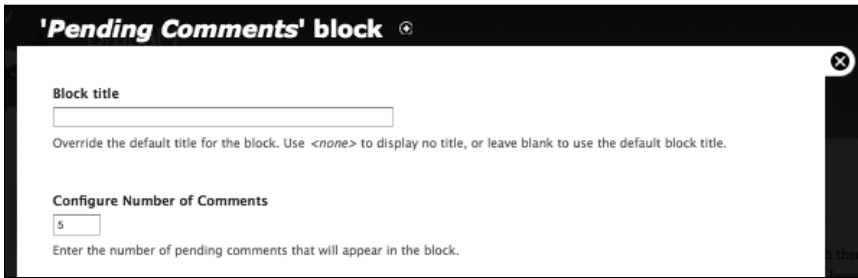 'Pending Comments' block
Block title
Override the default title for the block. Use <none> to display no title, or leave blank to use the default block title.
Configure Number of Comments
5
Enter the number of pending comments that will appear in the block.